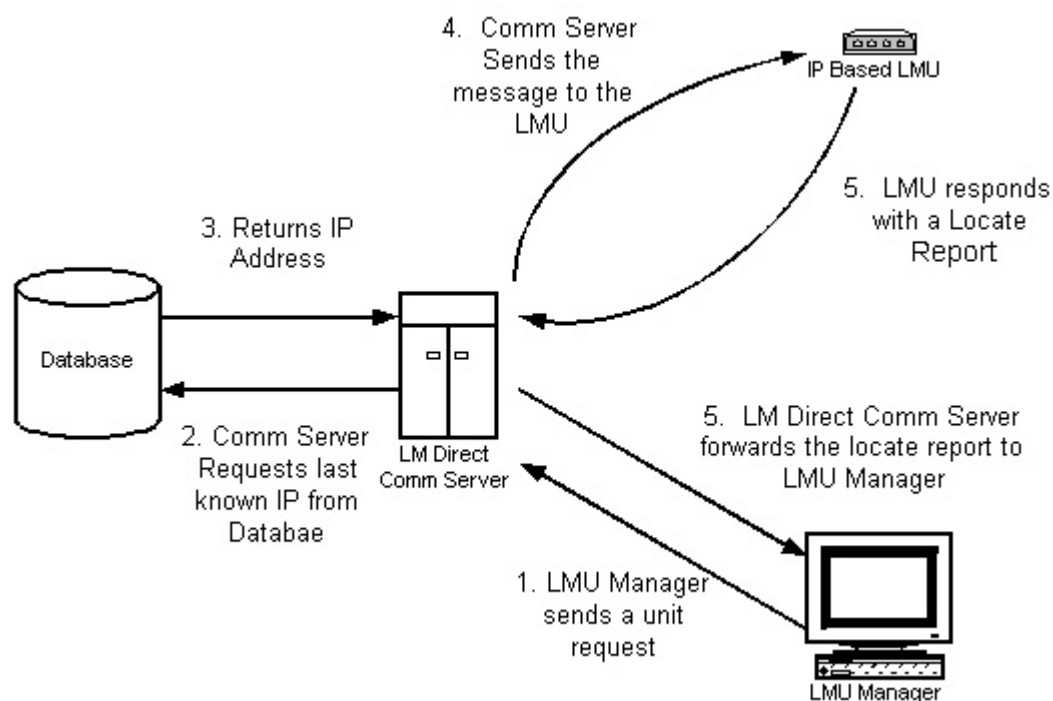 4. Comm Server
Sends the
message to the
LMU
IP Based LMU
5. LMU responds
with a Locate
Report
3. Returns IP
Address
Database
2. Comm Server
Requests last
known IP from
Databae
LM Direct
Comm Server
5. LM Direct Comm Server
forwards the locate report to
LMU Manager
1. LMU Manager
sends a unit
request
LMU Manager